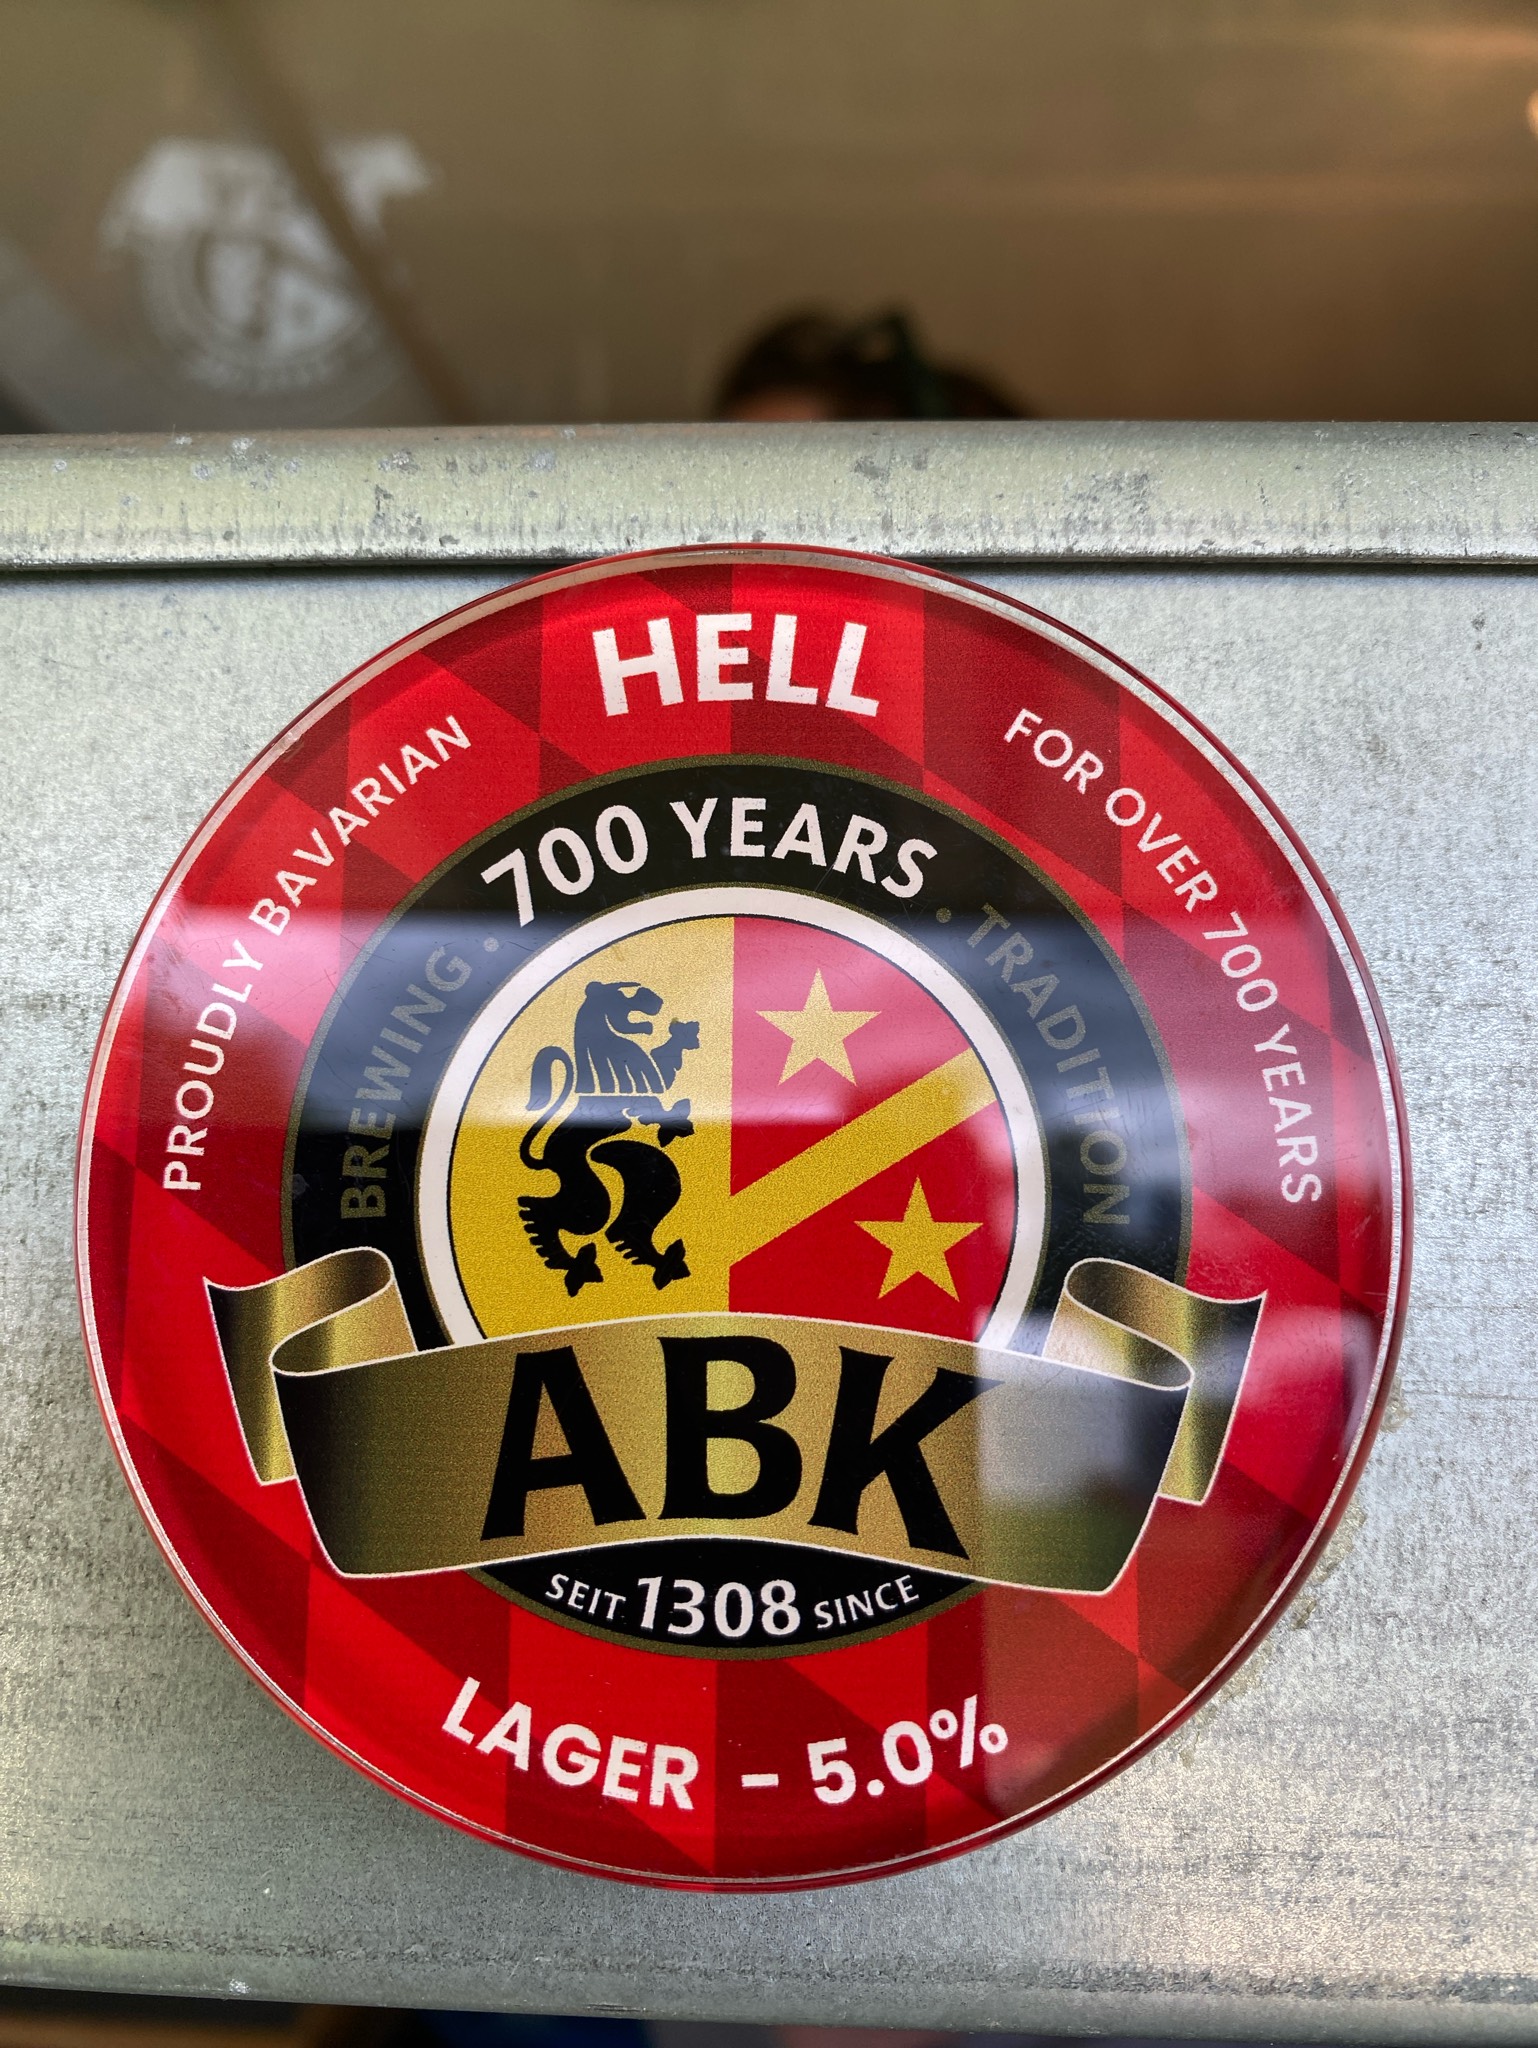 HELL
PROUDLY BAVARIAN
FOR OVER 700 YEARS
BREWING · 700 YEARS · TRADITION
ABK
SEIT 1308 SINCE
LAGER - 5.0%